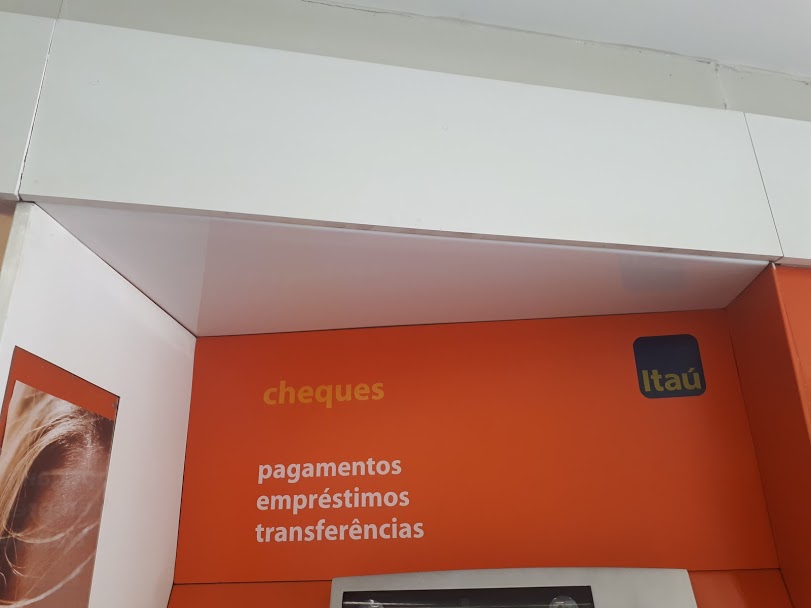 cheques
Itaú
pagamentos
empréstimos
transferências